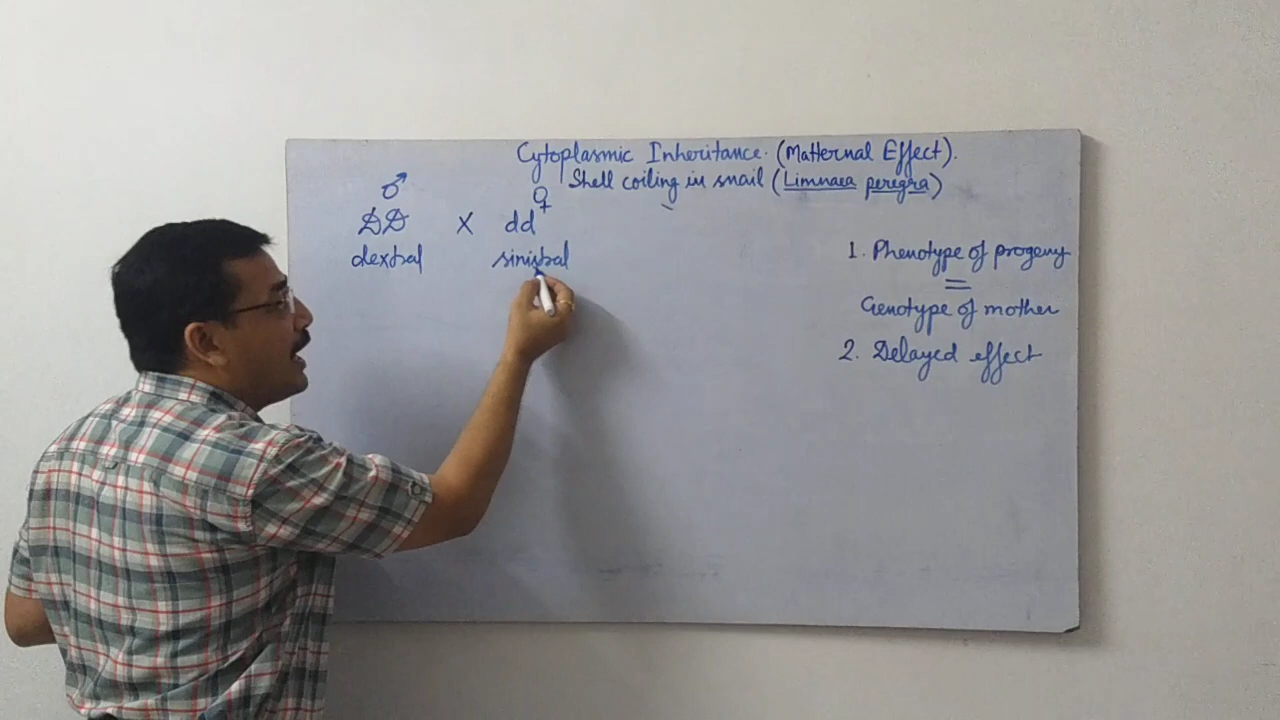 Cytoplasmic Inheritance. (Matternal Effect).
Shell coiling in snail (Limnaea peregra)
♂ ♀
DD X dd
dextral sinistral
1. Phenotype of progeny
=
Genotype of mother
2. Delayed effect